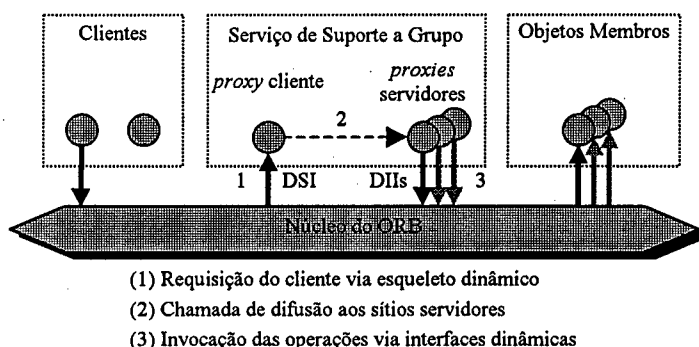 Clientes
Serviço de Suporte a Grupo
Objetos Membros
proxy cliente
proxies
servidores
2
1
DSI
DIIs
3
Núcleo do ORB
(1) Requisição do cliente via esqueleto dinâmico
(2) Chamada de difusão aos sítios servidores
(3) Invocação das operações via interfaces dinâmicas